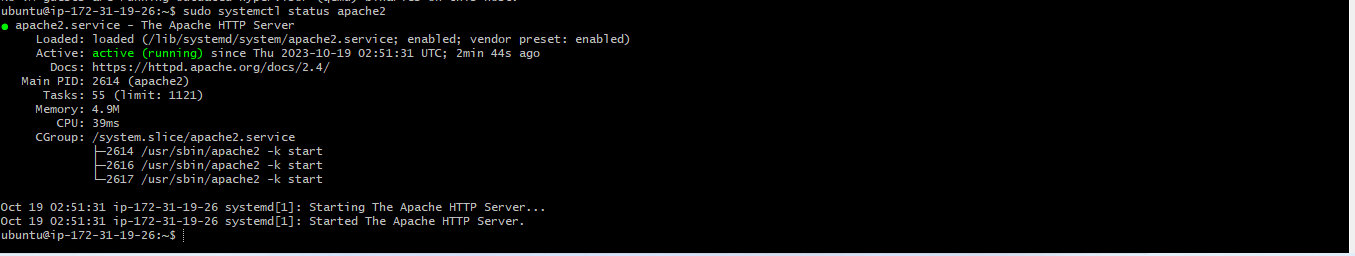 ubuntu@ip-172-31-19-26:~$ sudo systemctl status apache2
● apache2.service - The Apache HTTP Server
Loaded: loaded (/lib/systemd/system/apache2.service; enabled; vendor preset: enabled)
Active: active (running) since Thu 2023-10-19 02:51:31 UTC; 2min 44s ago
Docs: https://httpd.apache.org/docs/2.4/
Main PID: 2614 (apache2)
Tasks: 55 (limit: 1121)
Memory: 4.9M
CPU: 39ms
CGroup: /system.slice/apache2.service
├─2614 /usr/sbin/apache2 -k start
├─2616 /usr/sbin/apache2 -k start
└─2617 /usr/sbin/apache2 -k start
Oct 19 02:51:31 ip-172-31-19-26 systemd[1]: Starting The Apache HTTP Server...
Oct 19 02:51:31 ip-172-31-19-26 systemd[1]: Started The Apache HTTP Server.
ubuntu@ip-172-31-19-26:~$